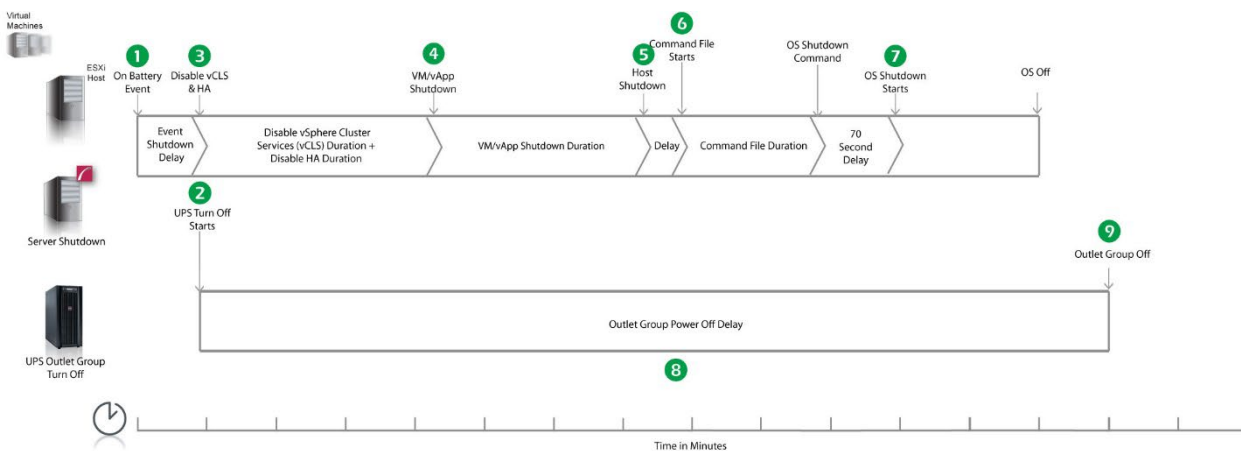 Virtual
Machines
ESXi
Host
1
On Battery
Event
3
Disable vCLS
& HA
4
VM/vApp
Shutdown
5
Host
Shutdown
6
Command File
Starts
OS Shutdown
Command
7
OS Shutdown
Starts
OS Off
Event
Shutdown
Delay
Disable vSphere Cluster
Services (vCLS) Duration +
Disable HA Duration
VM/vApp Shutdown Duration
Delay
Command File Duration
70
Second
Delay
Server Shutdown
2
UPS Turn Off
Starts
9
Outlet Group Off
Outlet Group Power Off Delay
UPS Outlet Group
Turn Off
8
Time in Minutes